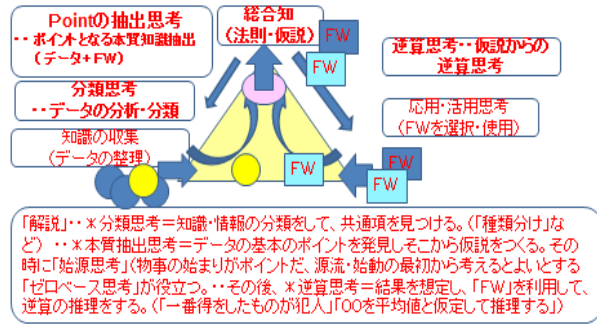 Pointの抽出思考
・・ポイントとなる本質知識抽出
(データ+FW)
総合知
(法則・仮説)
FW
FW
逆算思考・・仮説からの
逆算思考
分類思考
・・データの分析・分類
応用・活用思考
(FWを選択・使用)
知識の収集
(データの整理)
FW
FW
FW
「解説」・・＊分類思考＝知識・情報の分類をして、共通項を見つける。(「種類分け」な
ど) ・・＊本質抽出思考＝データの基本のポイントを発見しそこから仮説をつくる。その
時に「始源思考」(物事の始まりがポイントだ、源流・始動の最初から考えるとよいとする
「ゼロベース思考」が役立つ。・・その後、＊逆算思考＝結果を想定し、「FW」を利用して、
逆算の推理をする。(「一番得をしたものが犯人」「〇〇を平均値と仮定して推理する」)